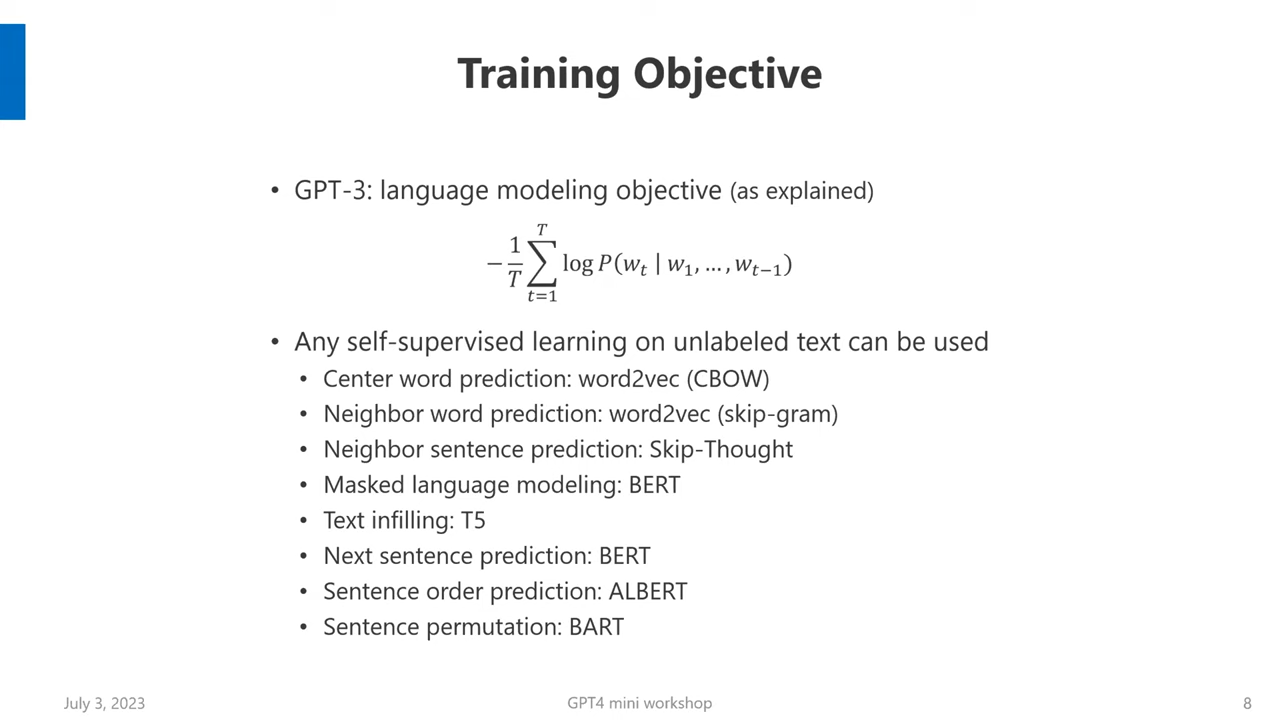 Training Objective
• GPT-3: language modeling objective (as explained)
− 1/T ∑_{t=1}^{T} log P(w_t | w_1, … , w_{t−1})
• Any self-supervised learning on unlabeled text can be used
• Center word prediction: word2vec (CBOW)
• Neighbor word prediction: word2vec (skip-gram)
• Neighbor sentence prediction: Skip-Thought
• Masked language modeling: BERT
• Text infilling: T5
• Next sentence prediction: BERT
• Sentence order prediction: ALBERT
• Sentence permutation: BART
July 3, 2023
GPT4 mini workshop
8